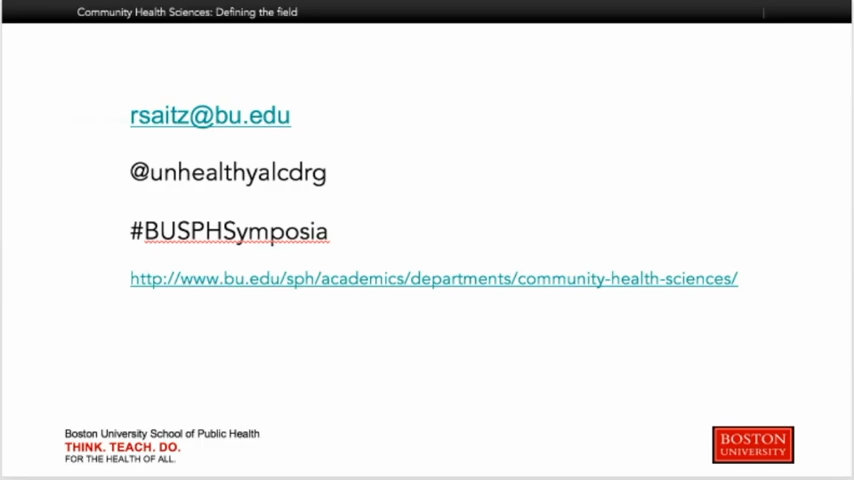 Community Health Sciences: Defining the field
rsaitz@bu.edu
@unhealthyalcdrg
#BUSPHSymposia
http://www.bu.edu/sph/academics/departments/community-health-sciences/
Boston University School of Public Health
THINK. TEACH. DO.
FOR THE HEALTH OF ALL.
BOSTON
UNIVERSITY